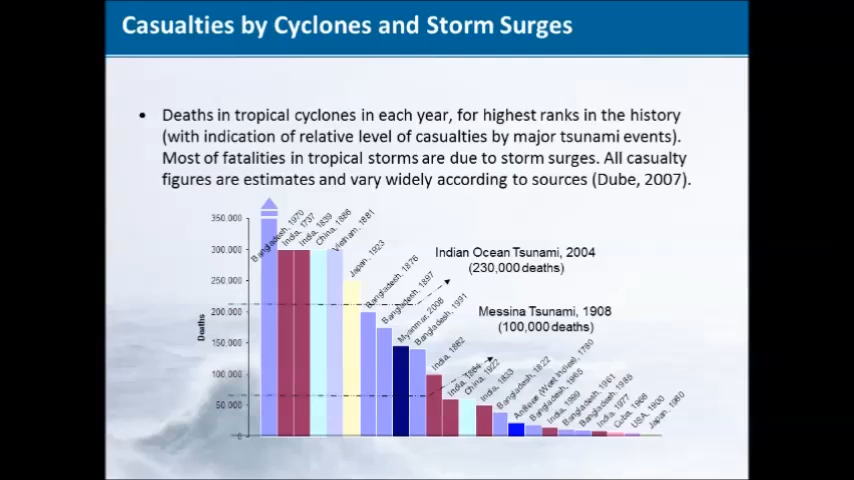 Casualties by Cyclones and Storm Surges
• Deaths in tropical cyclones in each year, for highest ranks in the history
(with indication of relative level of casualties by major tsunami events).
Most of fatalities in tropical storms are due to storm surges. All casualty
figures are estimates and vary widely according to sources (Dube, 2007).
350.000
300.000
250.000
200.000
150.000
100.000
50.000
0
Deaths
Bangladesh, 1970
India, 1737
India, 1839
China, 1886
Vietnam, 1881
Japan, 1923
Bangladesh, 1876
Bangladesh, 1897
Myanmar, 2008
Bangladesh, 1991
India, 1882
India, 1864
China, 1922
India, 1833
Bangladesh, 1822
Antilles (West Indies), 1780
Bangladesh, 1965
India, 1999
Bangladesh, 1961
Bangladesh, 1985
India, 1977
Cuba,
USA, 1900
Japan, 1960
Indian Ocean Tsunami, 2004
(230,000 deaths)
Messina Tsunami, 1908
(100,000 deaths)